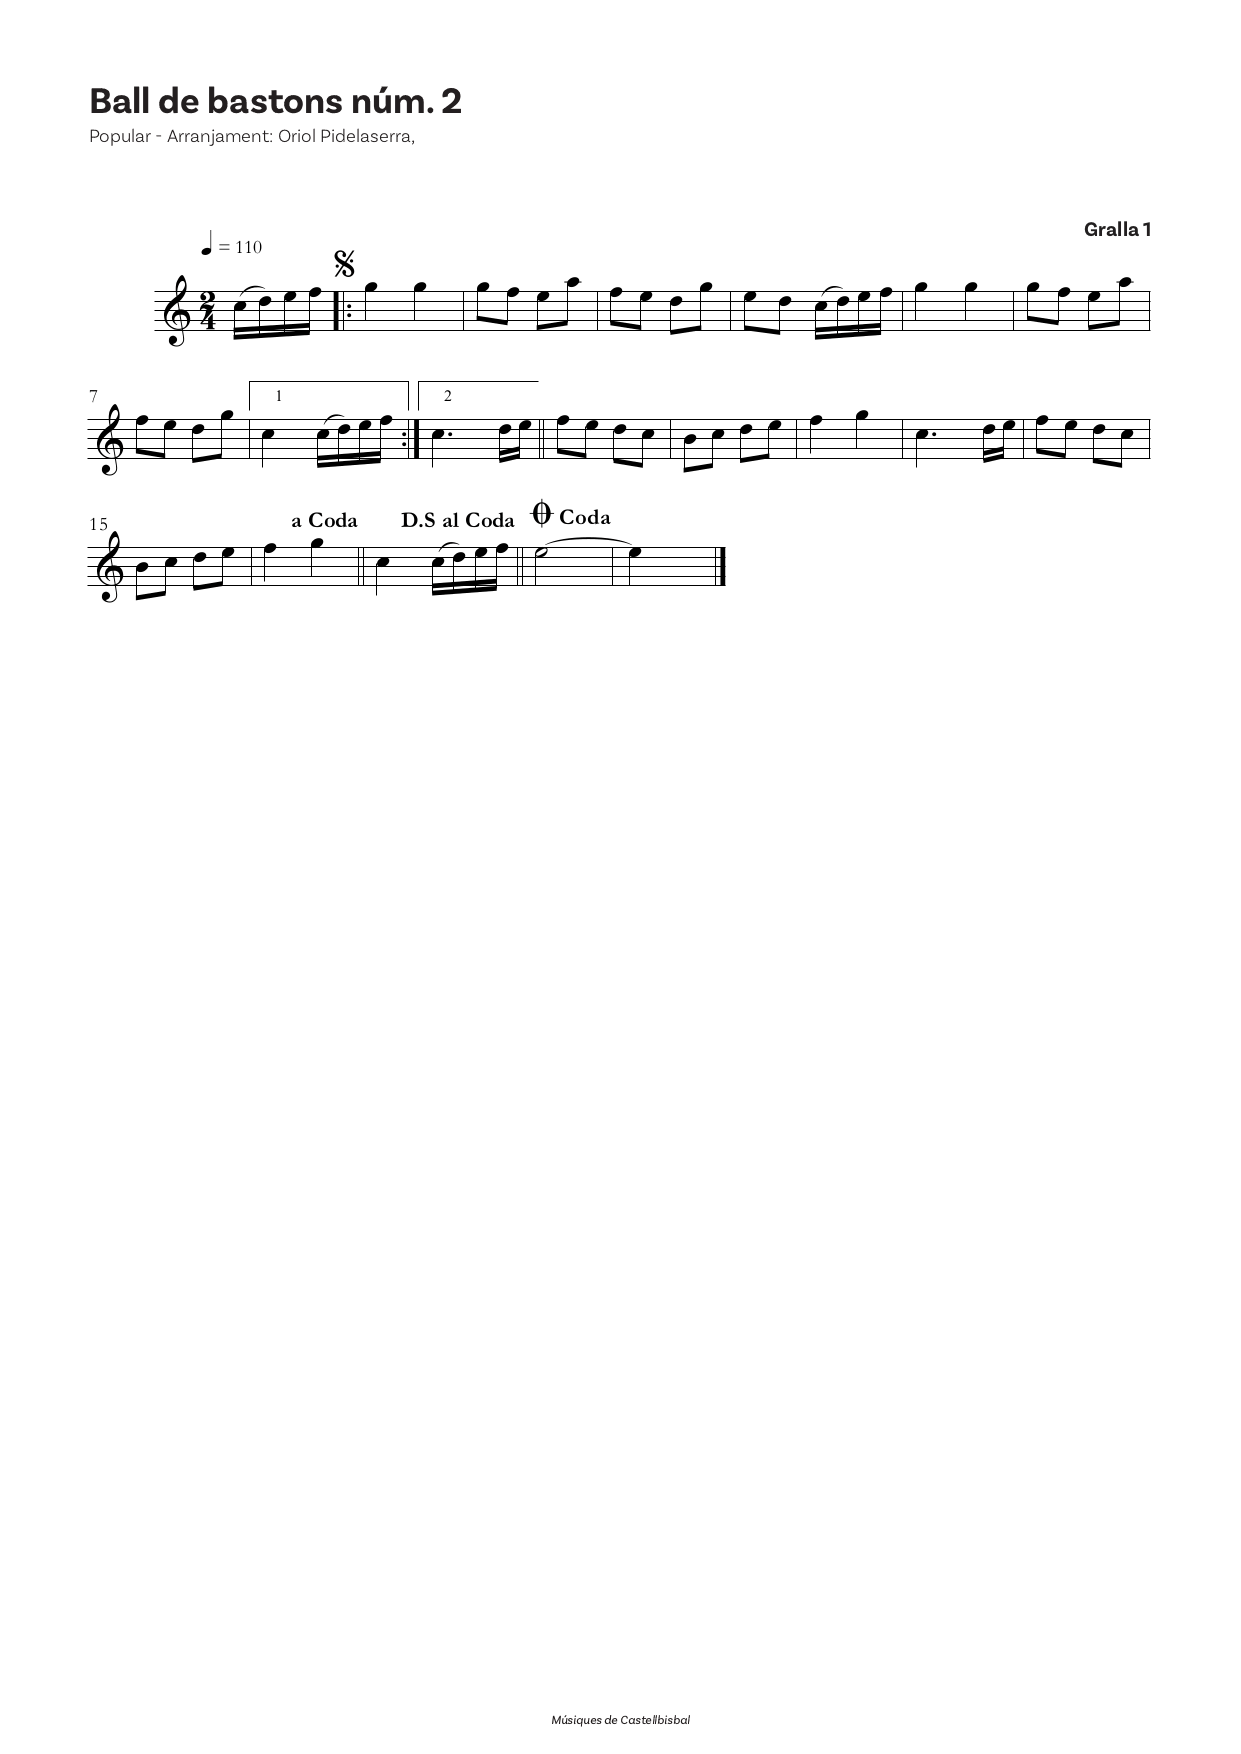 Ball de bastons núm. 2
Popular - Arranjament: Oriol Pidelaserra,
Gralla 1
= 110
2
4
7
1
2
15
a Coda
D.S al Coda
Coda
Músiques de Castellbisbal